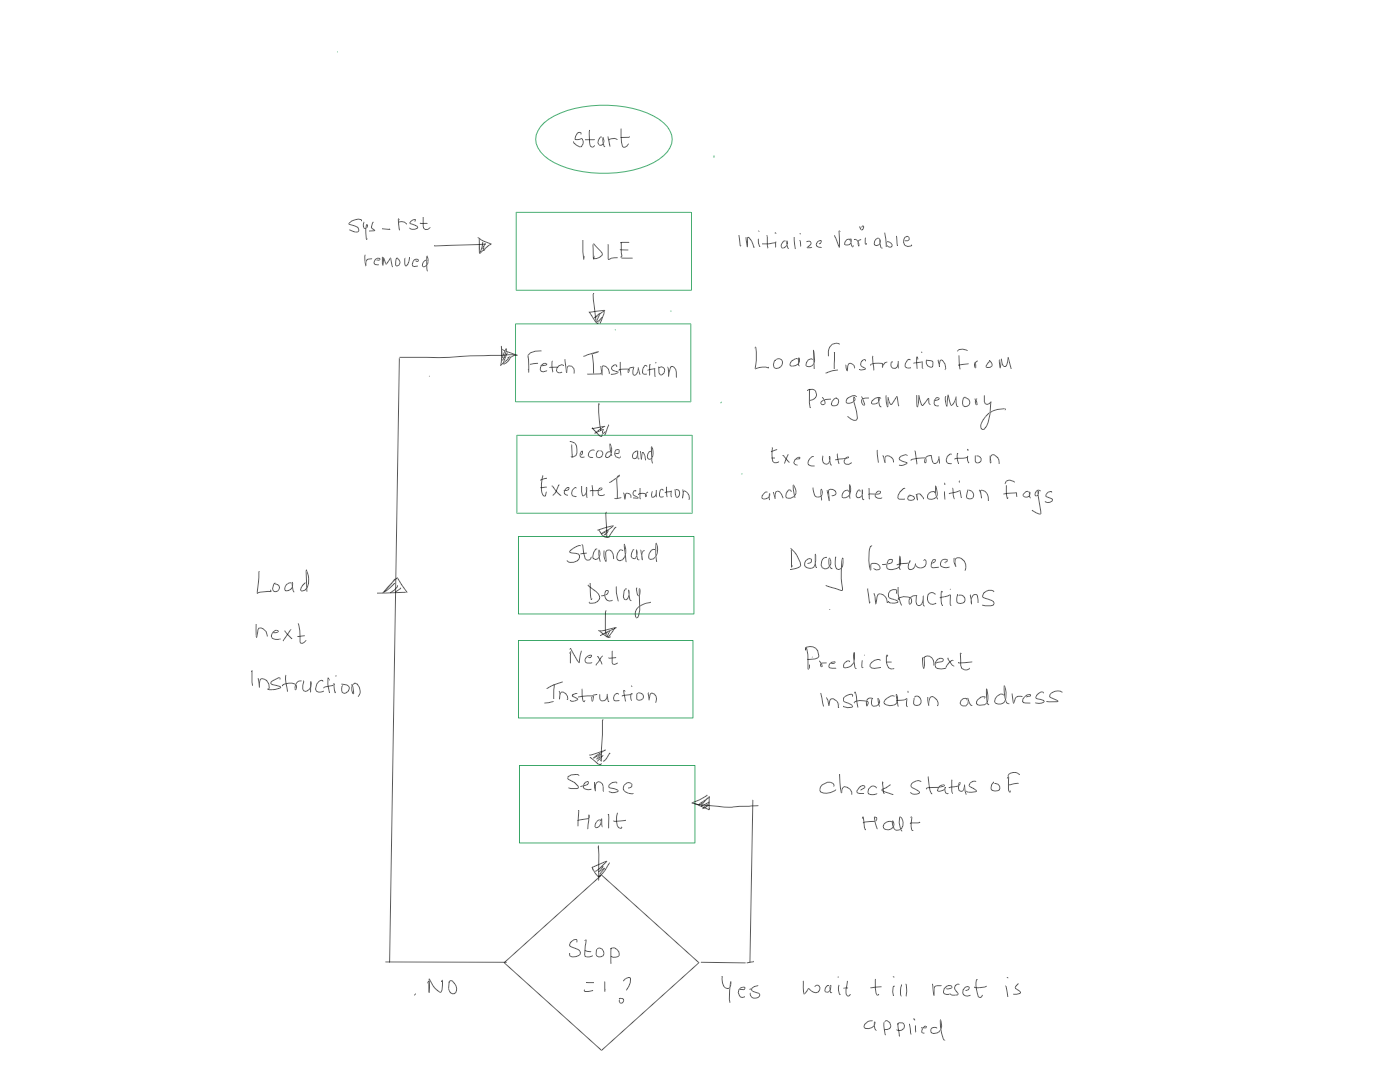 Start
Sys_rst
removed
IDLE
Initialize Variable
Fetch Instruction
Load Instruction From
Program memory
Decode and
Execute Instruction
Execute Instruction
and update condition flags
Standard
Delay
Delay between
Instructions
Load
next
Instruction
Next
Instruction
Predict next
instruction address
Sense
Halt
check status of
Halt
Stop
=1?
NO
Yes
wait till reset is
applied